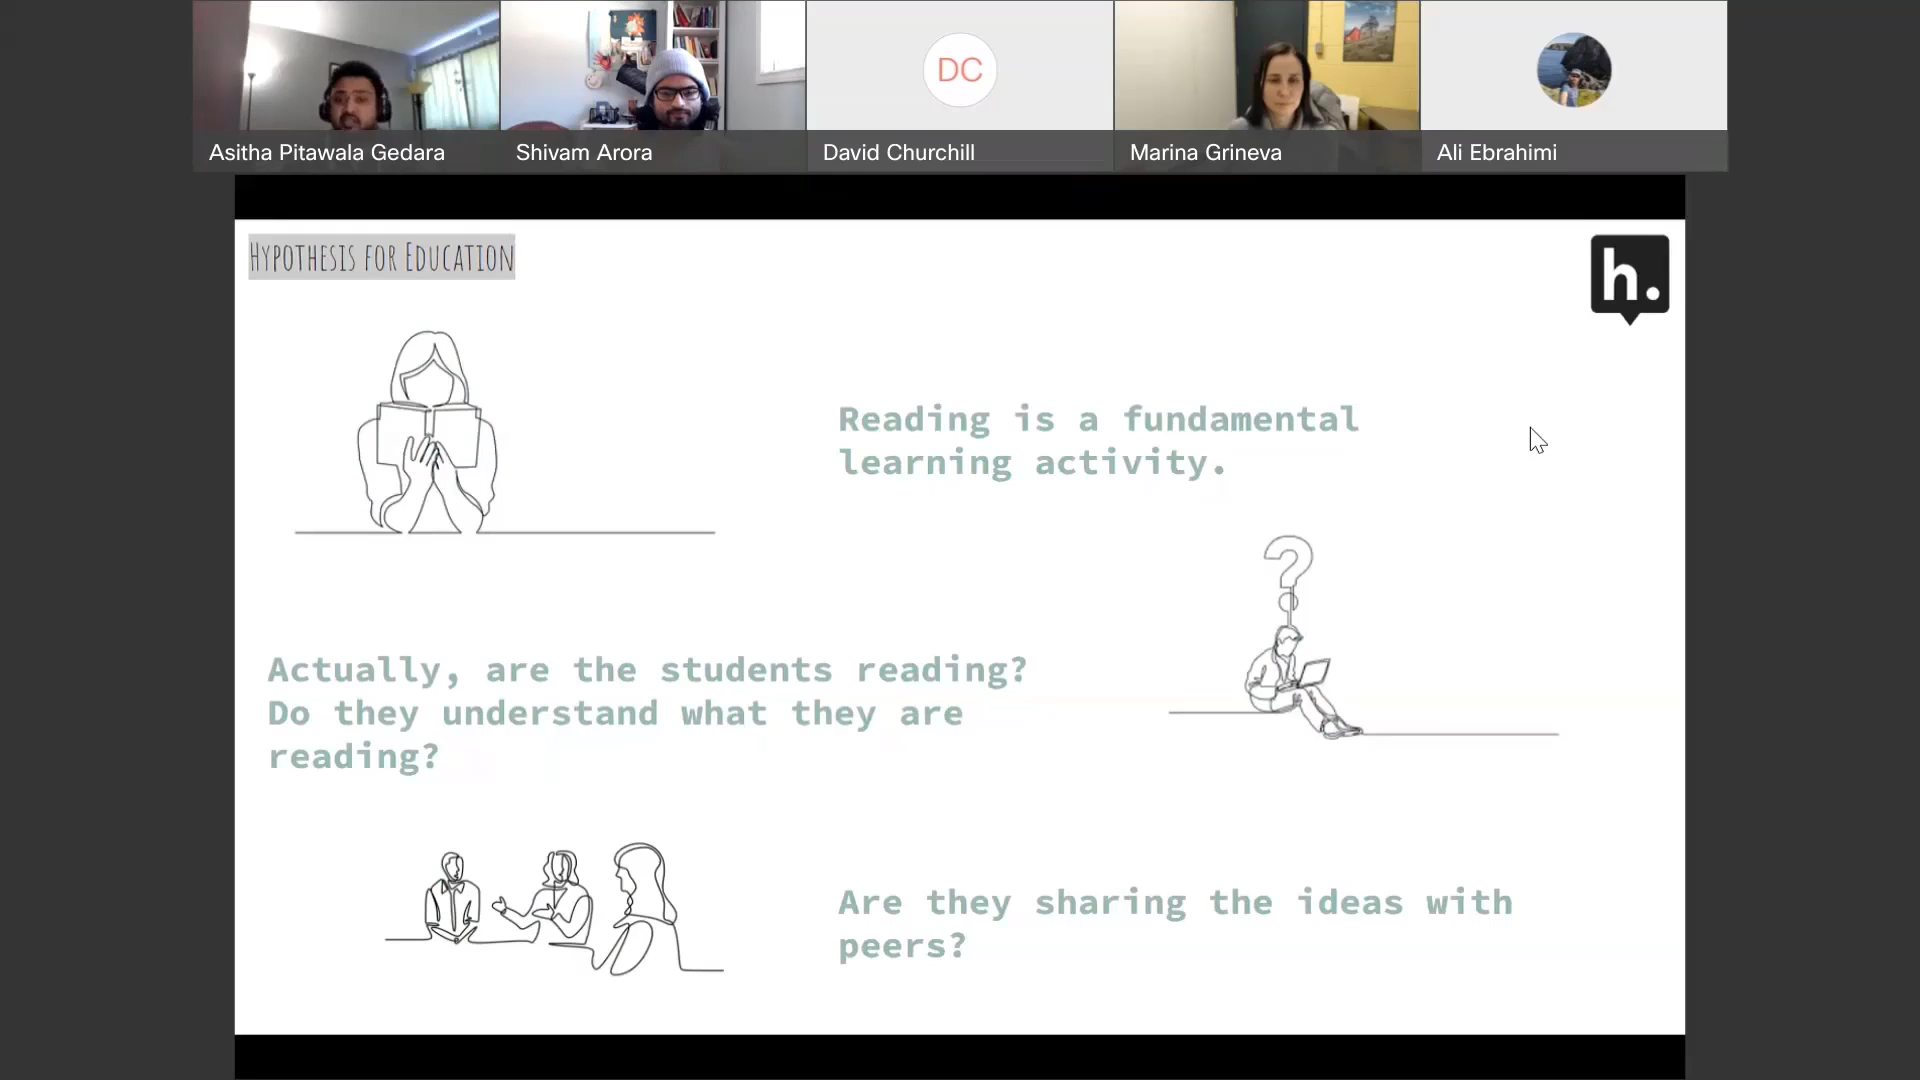 Asitha Pitawala Gedara
Shivam Arora
DC
David Churchill
Marina Grineva
Ali Ebrahimi
HYPOTHESIS FOR EDUCATION
h.
Reading is a fundamental
learning activity.
?
Actually, are the students reading?
Do they understand what they are
reading?
Are they sharing the ideas with
peers?